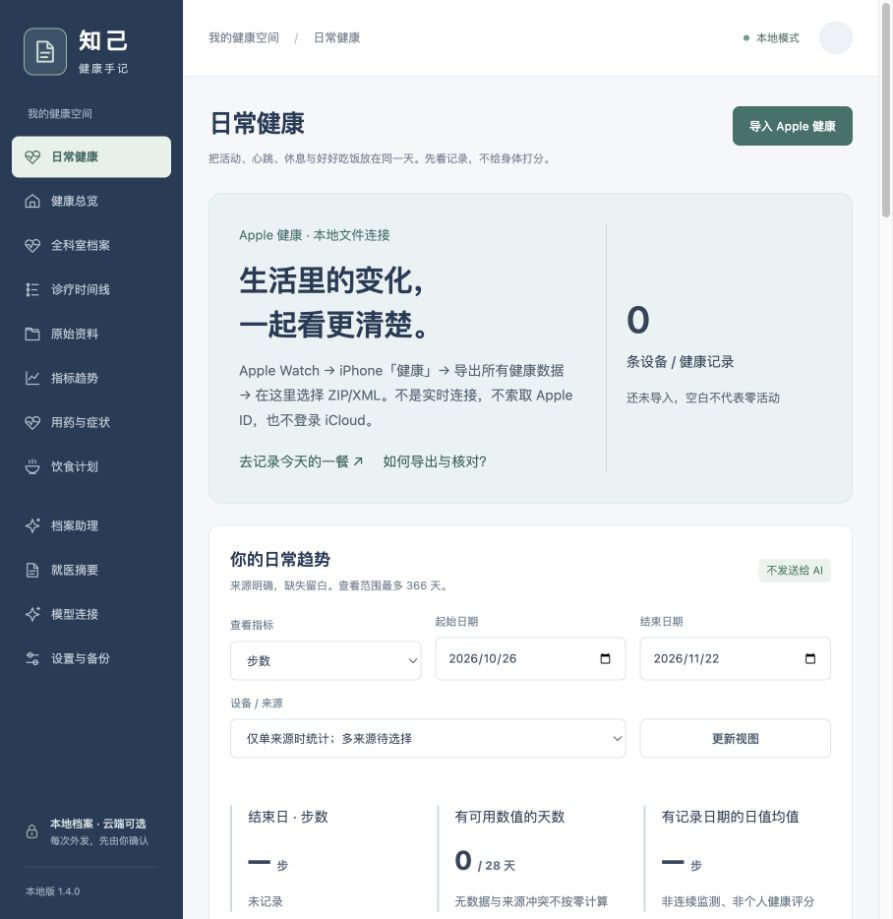 知己
健康手记
我的健康空间
日常健康
健康总览
全科室档案
诊疗时间线
原始资料
指标趋势
用药与症状
饮食计划
档案助理
就医摘要
模型连接
设置与备份
本地档案 · 云端可选
每次外发，先由你确认
本地版 1.4.0
我的健康空间 / 日常健康
本地模式
日常健康
把活动、心跳、休息与好好吃饭放在同一天。先看记录，不给身体打分。
导入 Apple 健康
Apple 健康 · 本地文件连接
生活里的变化，
一起看更清楚。
Apple Watch → iPhone「健康」→ 导出所有健康数据
→ 在这里选择 ZIP/XML。不是实时连接，不索取 Apple
ID，也不登录 iCloud。
去记录今天的一餐 ↗ 如何导出与核对？
0
条设备 / 健康记录
还未导入，空白不代表零活动
你的日常趋势
来源明确，缺失留白。查看范围最多 366 天。
不发送给 AI
查看指标
步数
起始日期
2026/10/26
结束日期
2026/11/22
设备 / 来源
仅单来源时统计；多来源待选择
更新视图
结束日 · 步数
— 步
未记录
有可用数值的天数
0 / 28 天
无数据与来源冲突不按零计算
有记录日期的日值均值
— 步
非连续监测、非个人健康评分